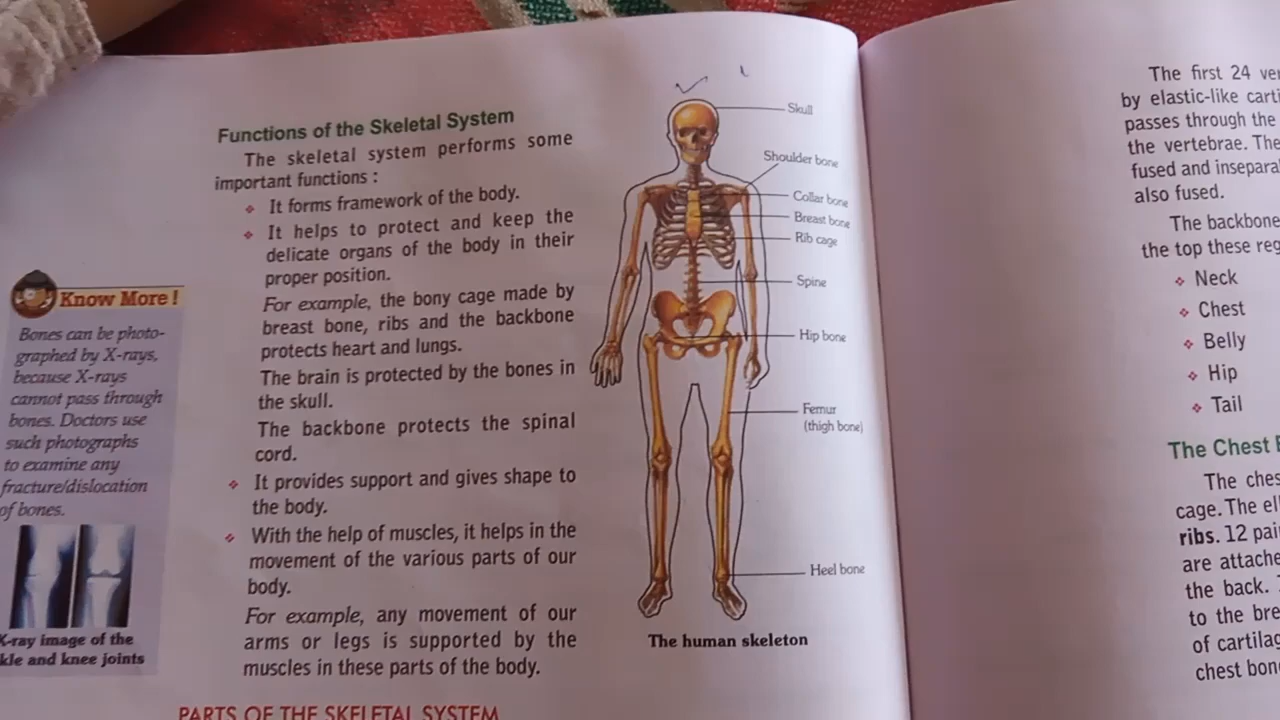 Functions of the Skeletal System
The skeletal system performs some
important functions :
❖ It forms framework of the body.
❖ It helps to protect and keep the
delicate organs of the body in their
proper position.
For example, the bony cage made by
breast bone, ribs and the backbone
protects heart and lungs.
The brain is protected by the bones in
the skull.
The backbone protects the spinal
cord.
❖ It provides support and gives shape to
the body.
❖ With the help of muscles, it helps in the
movement of the various parts of our
body.
For example, any movement of our
arms or legs is supported by the
muscles in these parts of the body.
PARTS OF THE SKELETAL SYSTEM
Know More !
Bones can be photo-
graphed by X-rays,
because X-rays
cannot pass through
bones. Doctors use
such photographs
to examine any
fracture/dislocation
of bones.
X-ray image of the
kle and knee joints
Skull
Shoulder bone
Collar bone
Breast bone
Rib cage
Spine
Hip bone
Femur
(thigh bone)
Heel bone
The human skeleton
The first 24
by elastic-like
passes through the
the vertebrae. The
fused and
also fused.
The backbone
the top these
❖ Neck
❖ Chest
❖ Belly
❖ Hip
❖ Tail
The Chest
The
cage. The
ribs. 12
are
the back.
to the
of
chest